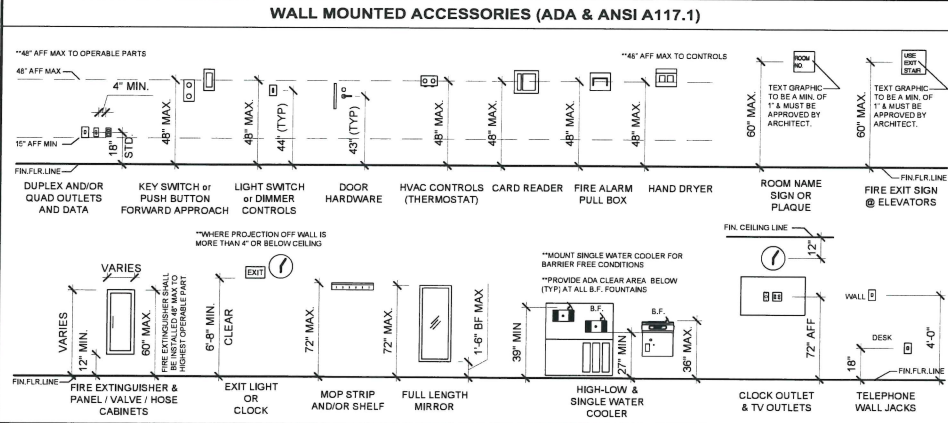 WALL MOUNTED ACCESSORIES (ADA & ANSI A117.1)
**48" AFF MAX TO OPERABLE PARTS
48" AFF MAX
4" MIN.
15" AFF MIN
18"
STD
FIN.FLR.LINE
48" MAX.
48" MAX.
44" (TYP)
43" (TYP)
48" MAX.
48" MAX.
48" MAX.
**48" AFF MAX TO CONTROLS
48" MAX.
60" MAX.
ROOM
NO
TEXT GRAPHIC
TO BE A MIN. OF
1" & MUST BE
APPROVED BY
ARCHITECT.
60" MAX.
USE
EXIT
STAIR
TEXT GRAPHIC
TO BE A MIN. OF
1" & MUST BE
APPROVED BY
ARCHITECT.
FIN.FLR.LINE
DUPLEX AND/OR
QUAD OUTLETS
AND DATA
KEY SWITCH or
PUSH BUTTON
FORWARD APPROACH
LIGHT SWITCH
or DIMMER
CONTROLS
DOOR
HARDWARE
HVAC CONTROLS
(THERMOSTAT)
CARD READER
FIRE ALARM
PULL BOX
HAND DRYER
ROOM NAME
SIGN OR
PLAQUE
FIRE EXIT SIGN
@ ELEVATORS
VARIES
VARIES
12" MIN.
60" MAX.
FIRE EXTINGUISHER SHALL
BE INSTALLED 48" MAX TO
HIGHEST OPERABLE PART
**WHERE PROJECTION OFF WALL IS
MORE THAN 4" OR BELOW CEILING
EXIT
6'-8" MIN.
CLEAR
72" MAX.
72" MAX.
1'-6" BF MAX
**MOUNT SINGLE WATER COOLER FOR
BARRIER FREE CONDITIONS
**PROVIDE ADA CLEAR AREA BELOW
(TYP) AT ALL B.F. FOUNTAINS
39" MIN
B.F.
27" MIN
B.F.
36" MAX.
FIN. CEILING LINE
12"
72" AFF
WALL
DESK
18"
4'-0"
FIN.FLR.LINE
FIN.FLR.LINE
FIRE EXTINGUISHER &
PANEL / VALVE / HOSE
CABINETS
EXIT LIGHT
OR
CLOCK
MOP STRIP
AND/OR SHELF
FULL LENGTH
MIRROR
HIGH-LOW &
SINGLE WATER
COOLER
CLOCK OUTLET
& TV OUTLETS
TELEPHONE
WALL JACKS